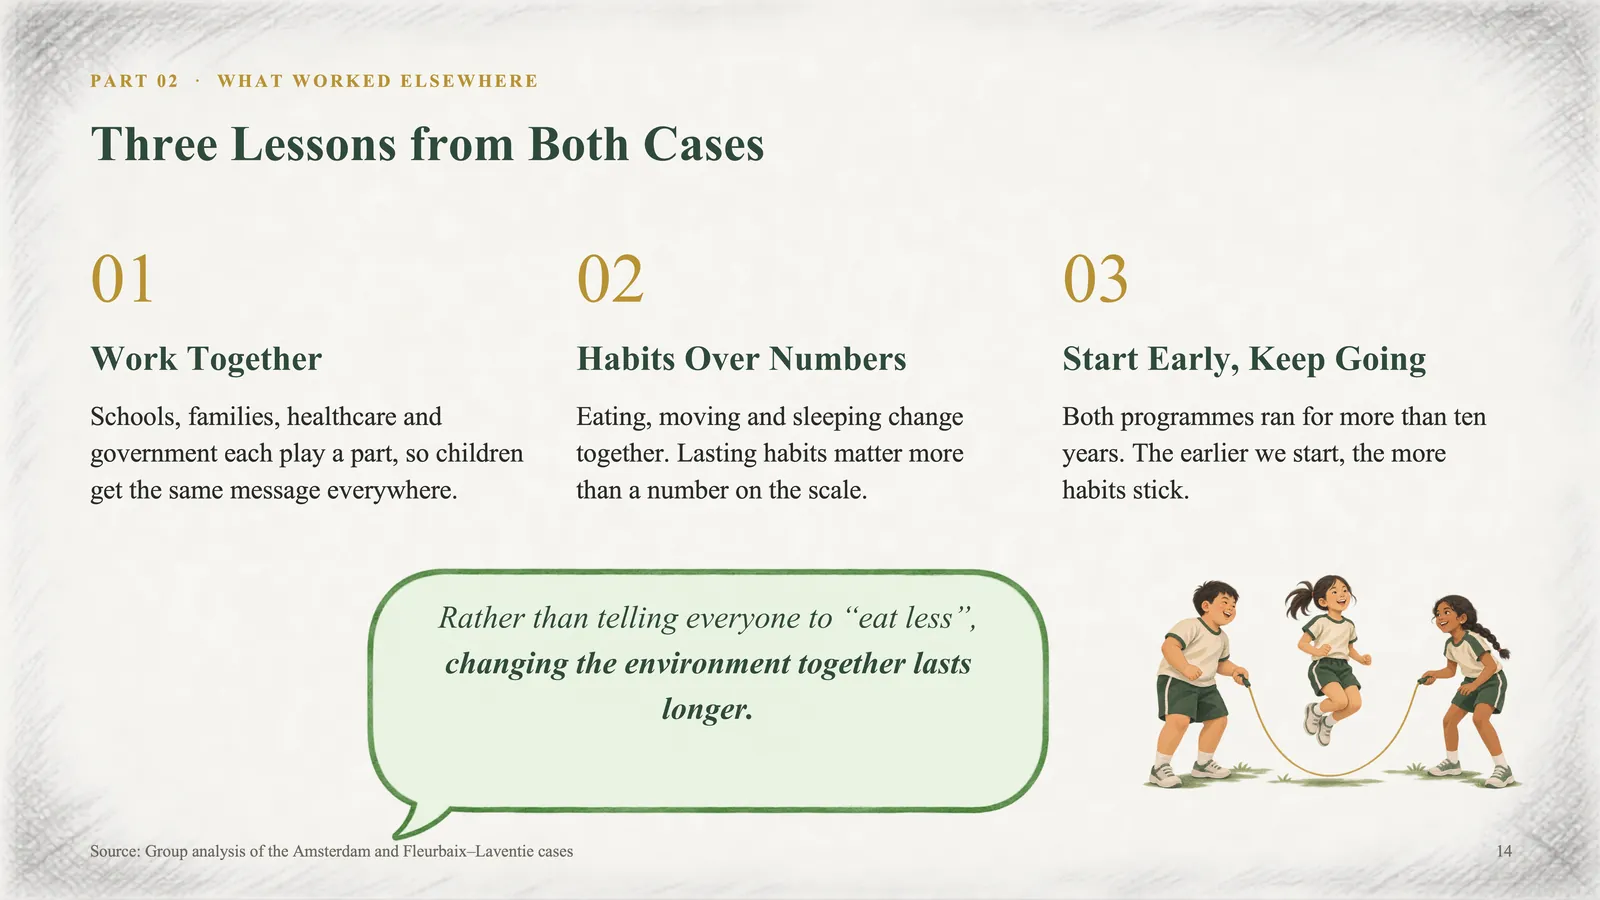 PART 02 · WHAT WORKED ELSEWHERE
Three Lessons from Both Cases
01
Work Together
Schools, families, healthcare and
government each play a part, so children
get the same message everywhere.
02
Habits Over Numbers
Eating, moving and sleeping change
together. Lasting habits matter more
than a number on the scale.
03
Start Early, Keep Going
Both programmes ran for more than ten
years. The earlier we start, the more
habits stick.
Rather than telling everyone to “eat less”,
changing the environment together lasts
longer.
Source: Group analysis of the Amsterdam and Fleurbaix–Laventie cases
14